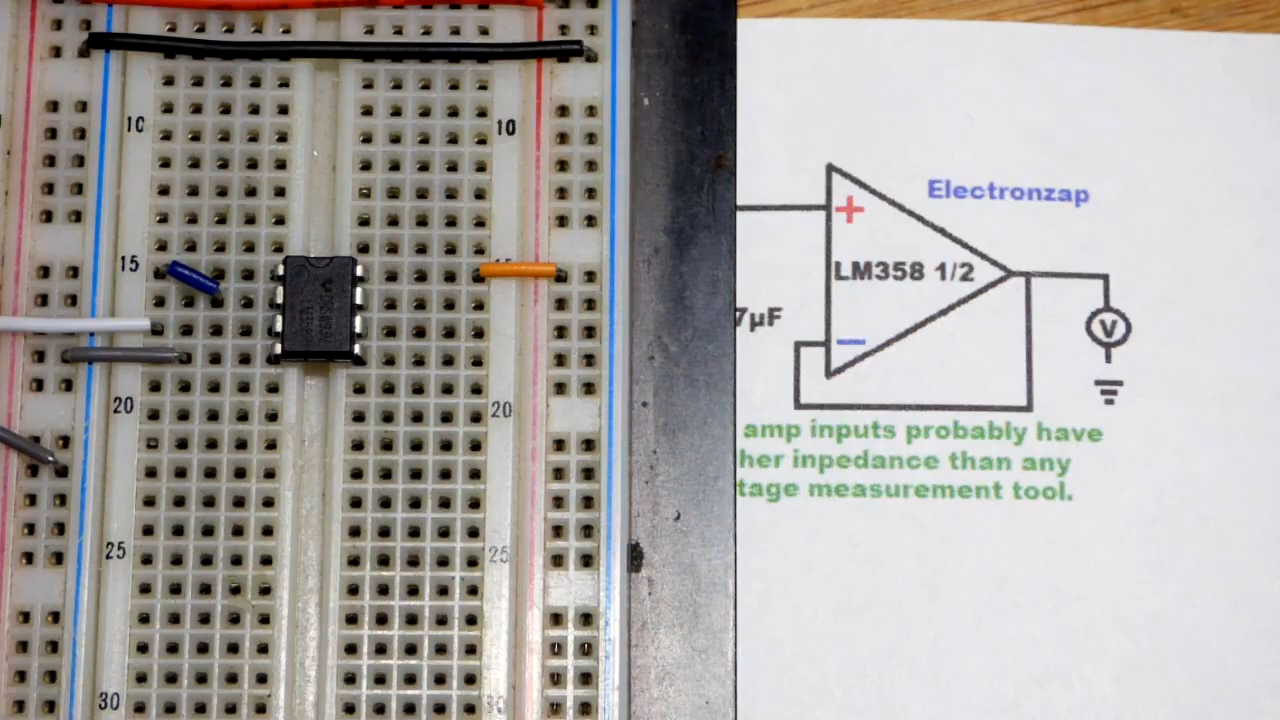 10
10
15
20
20
25
25
30
Electronzap
+
LM358 1/2
7µF
V
amp inputs probably have
her inpedance than any
tage measurement tool.